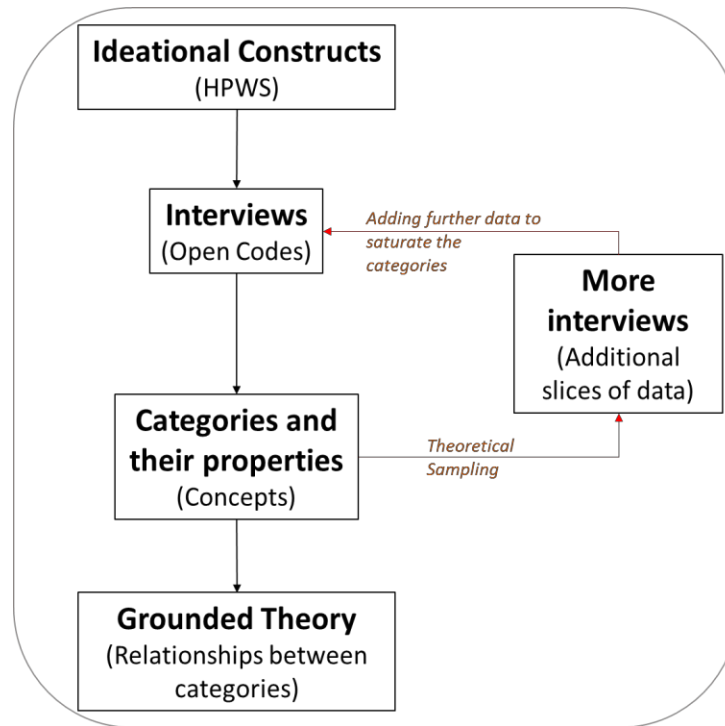 Ideational Constructs
(HPWS)
Interviews
(Open Codes)
Adding further data to
saturate the
categories
More
interviews
(Additional
slices of data)
Categories and
their properties
(Concepts)
Theoretical
Sampling
Grounded Theory
(Relationships between
categories)